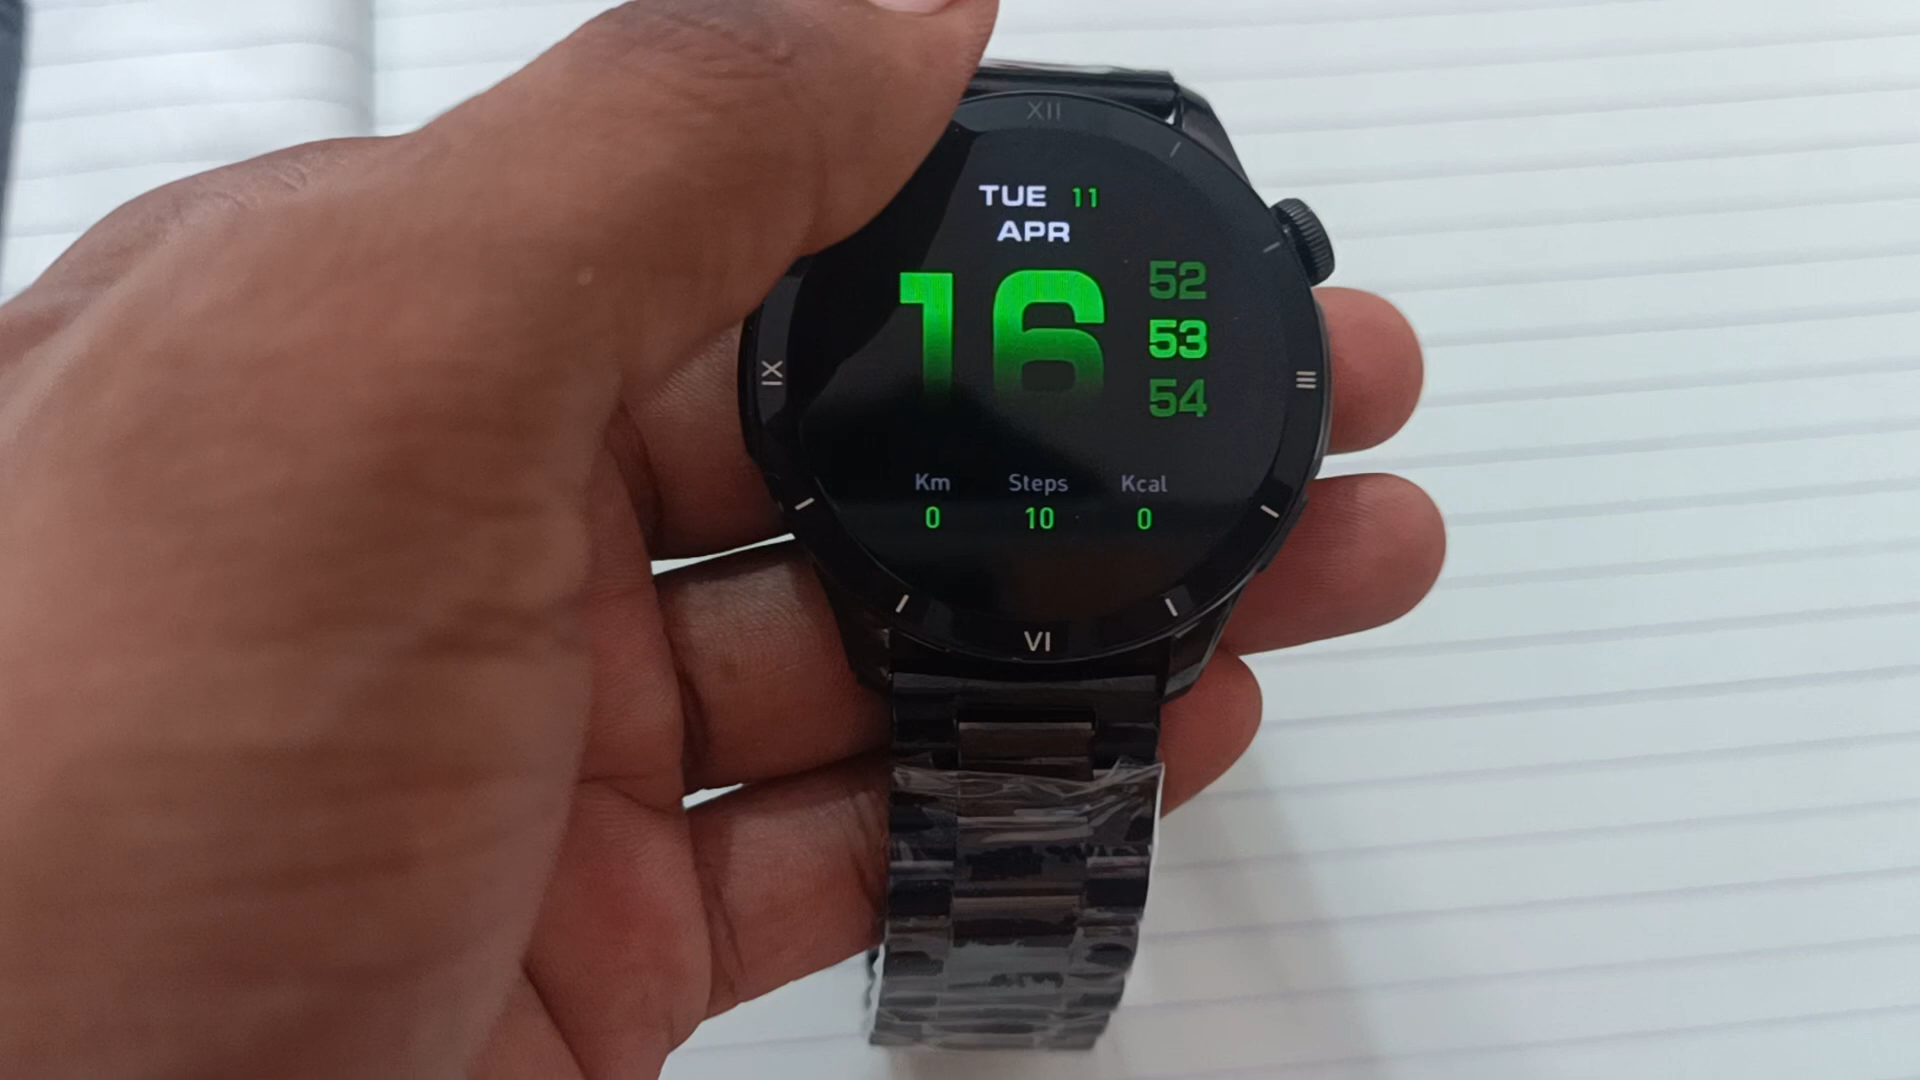 XII
TUE 11
APR
52
16 53
54
IX
III
Km Steps Kcal
0 10 0
VI